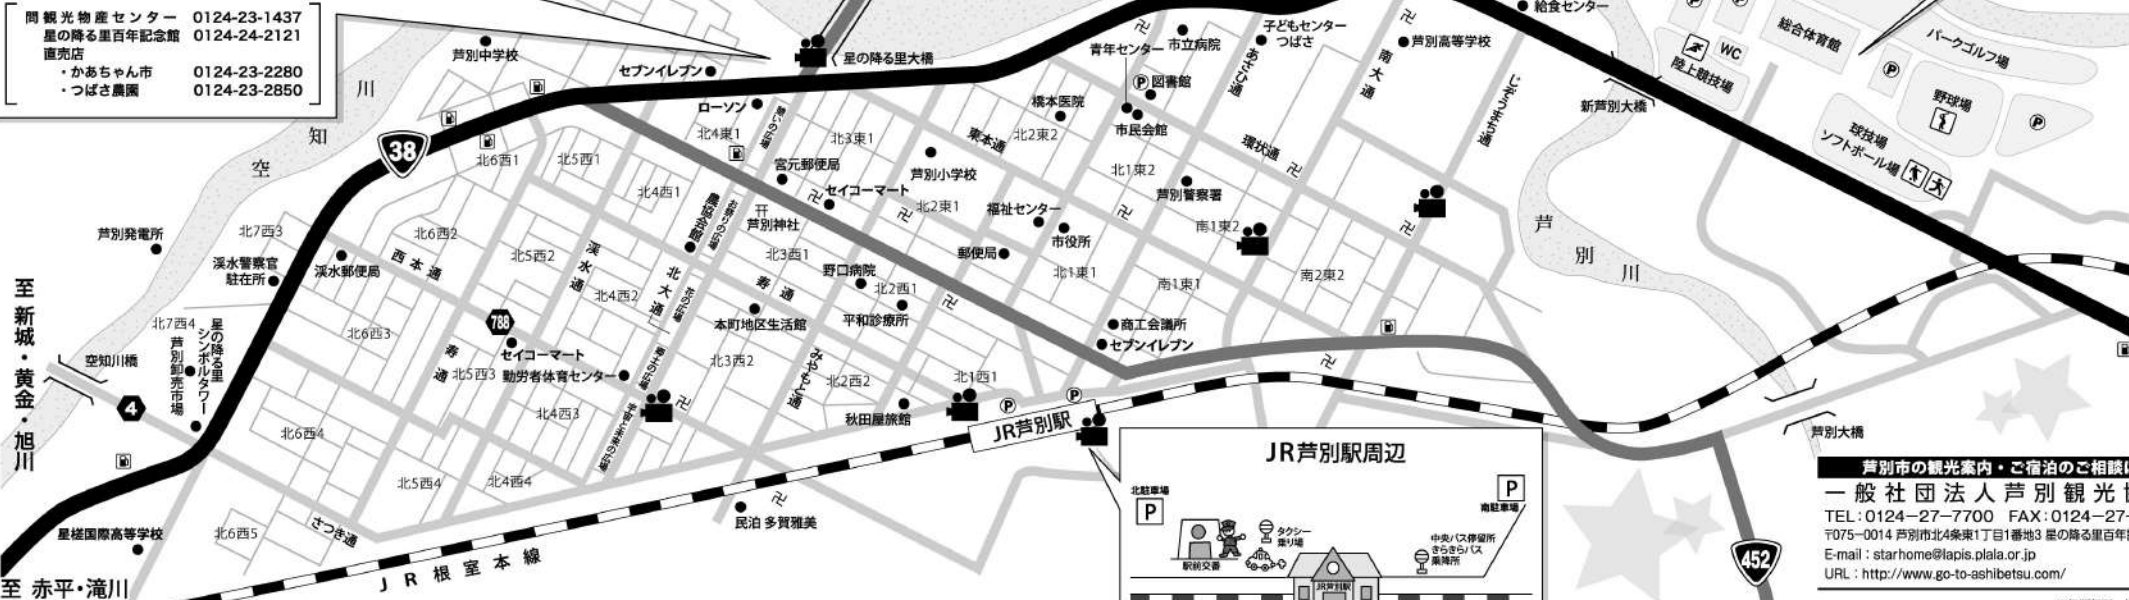 問観光物産センター 0124-23-1437
星の降る里百年記念館 0124-24-2121
直売店
・かあちゃん市 0124-23-2280
・つばさ農園 0124-23-2850
芦別中学校
セブンイレブン
星の降る里大橋
青年センター
市立病院
子どもセンター
つばさ
芦別高等学校
給食センター
総合体育館
パークゴルフ場
WC
陸上競技場
P
野球場
P
球技場
ソフトボール場
新芦別大橋
じぞうまち通
南大通
あさひ通
P図書館
市民会館
橋本医院
ローソン
空知川
38
北6西1
北5西1
北4東1
北3東1
北2東2
東本通
環状通
北1東2
芦別警察署
宮元郵便局
セイコーマート
芦別小学校
北2東1
福祉センター
市役所
郵便局
北1東1
南1東2
南1東1
南2東2
芦別川
北4西1
農協会館
芦別神社
北3西1
野口病院
北2西1
平和診療所
寿通
本町地区生活館
北大通
渓水通
芦別発電所
北7西3
渓水警察官
駐在所
渓水郵便局
西本通
北6西2
北5西2
北4西2
788
セイコーマート
勤労者体育センター
北6西3
寿通
北5西3
北4西3
北3西2
みやもと通
北2西2
北1西1
秋田屋旅館
商工会議所
セブンイレブン
P
P
JR芦別駅
至新城・黄金・旭川
空知川橋
4
北7西4
星の降る里
シンボルタワー
芦別卸売市場
北6西4
北5西4
北4西4
さつき通
北6西5
星槎国際高等学校
至 赤平・滝川
JR根室本線
民泊 多賀雅美
JR芦別駅周辺
北駐車場
P
P
南駐車場
駅前交番
タクシー
乗り場
中央バス停留所
きらきらバス
乗降所
JR芦別駅
芦別大橋
452
芦別市の観光案内・ご宿泊のご相談は
一般社団法人芦別観光
TEL:0124-27-7700 FAX:0124-27-
〒075-0014 芦別市北4条東1丁目1番地3 星の降る里百年
E-mail：starhome@lapis.plala.or.jp
URL：http://www.go-to-ashibetsu.com/